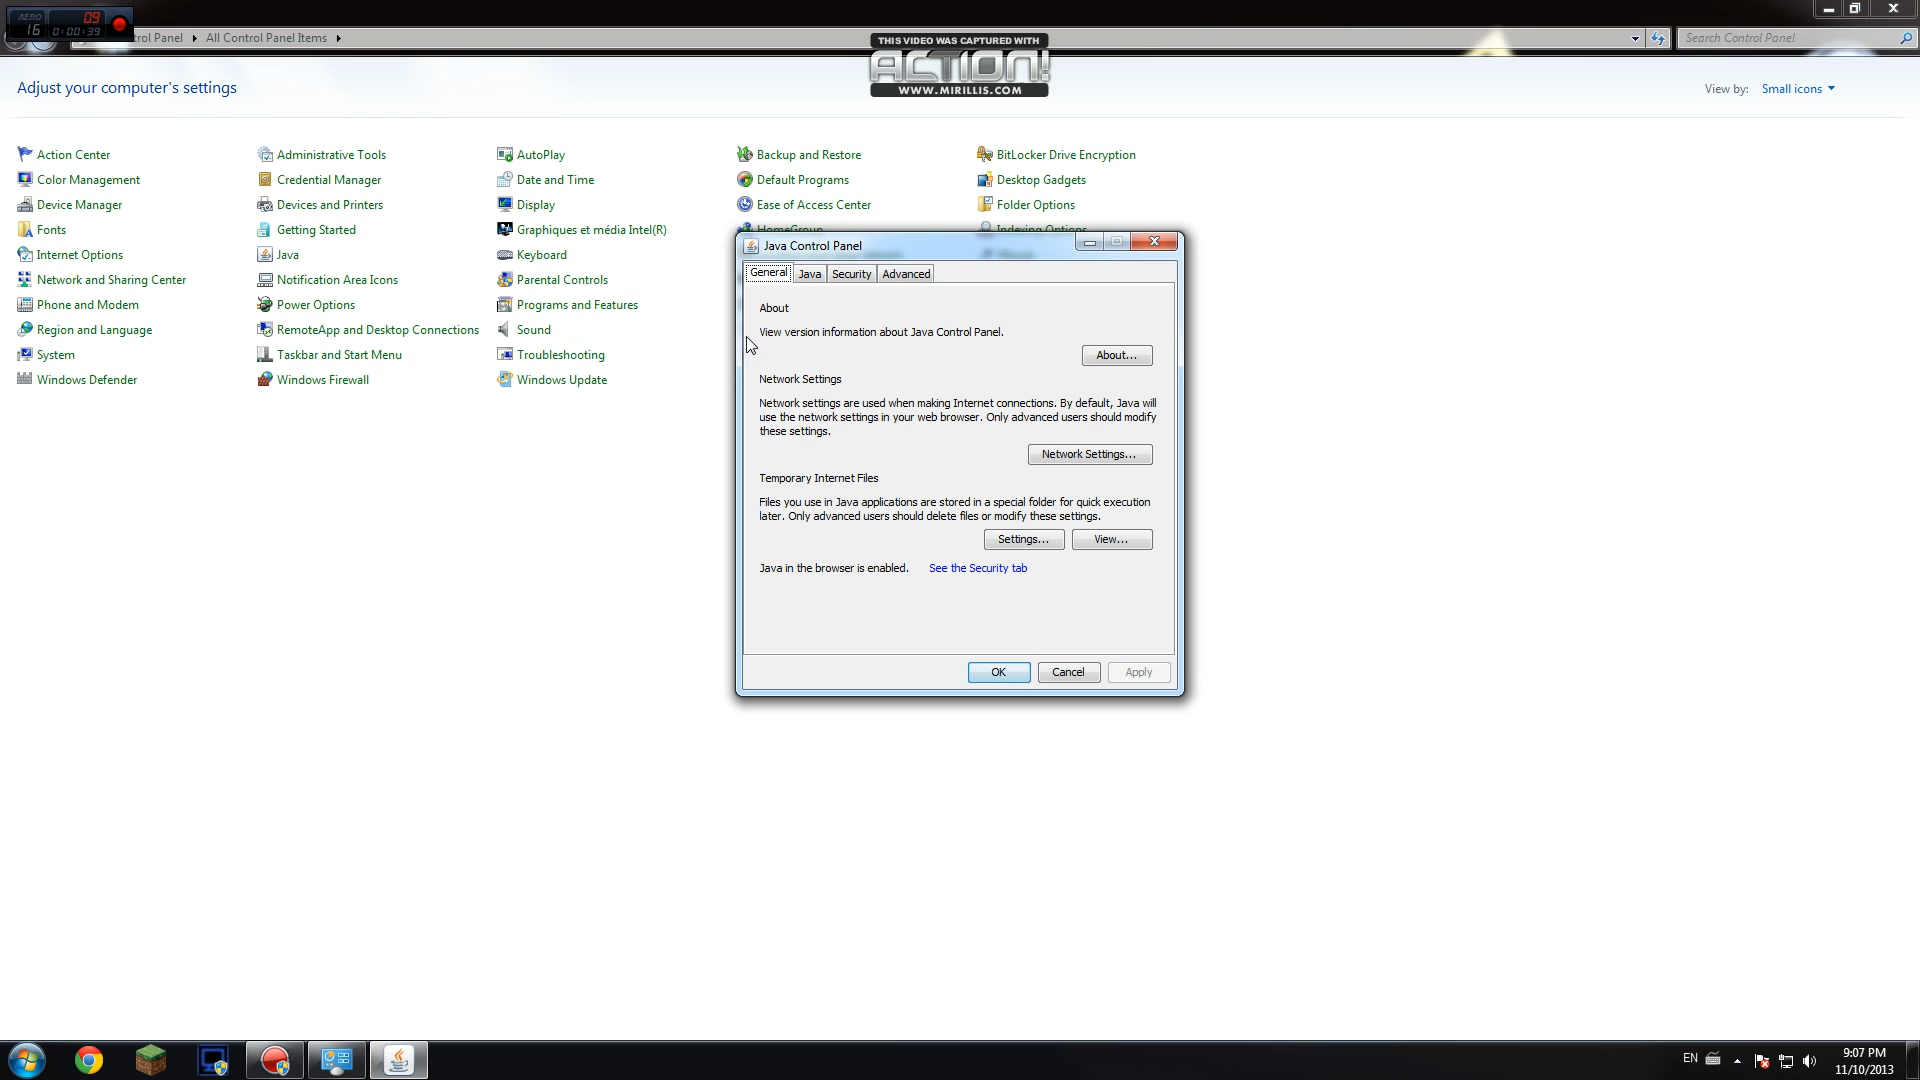 AERO
16
09
0:00:39
trol Panel
All Control Panel Items
THIS VIDEO WAS CAPTURED WITH
ACTION!
WWW.MIRILLIS.COM
Search Control Panel
Adjust your computer's settings
View by: Small icons
Action Center
Administrative Tools
AutoPlay
Backup and Restore
BitLocker Drive Encryption
Color Management
Credential Manager
Date and Time
Default Programs
Desktop Gadgets
Device Manager
Devices and Printers
Display
Ease of Access Center
Folder Options
Fonts
Getting Started
Graphiques et média Intel(R)
HomeGroup
Indexing Options
Internet Options
Java
Keyboard
Network and Sharing Center
Notification Area Icons
Parental Controls
Phone and Modem
Power Options
Programs and Features
Region and Language
RemoteApp and Desktop Connections
Sound
System
Taskbar and Start Menu
Troubleshooting
Windows Defender
Windows Firewall
Windows Update
Java Control Panel
General
Java
Security
Advanced
About
View version information about Java Control Panel.
About...
Network Settings
Network settings are used when making Internet connections. By default, Java will
use the network settings in your web browser. Only advanced users should modify
these settings.
Network Settings...
Temporary Internet Files
Files you use in Java applications are stored in a special folder for quick execution
later. Only advanced users should delete files or modify these settings.
Settings...
View...
Java in the browser is enabled. See the Security tab
OK
Cancel
Apply
EN
9:07 PM
11/10/2013